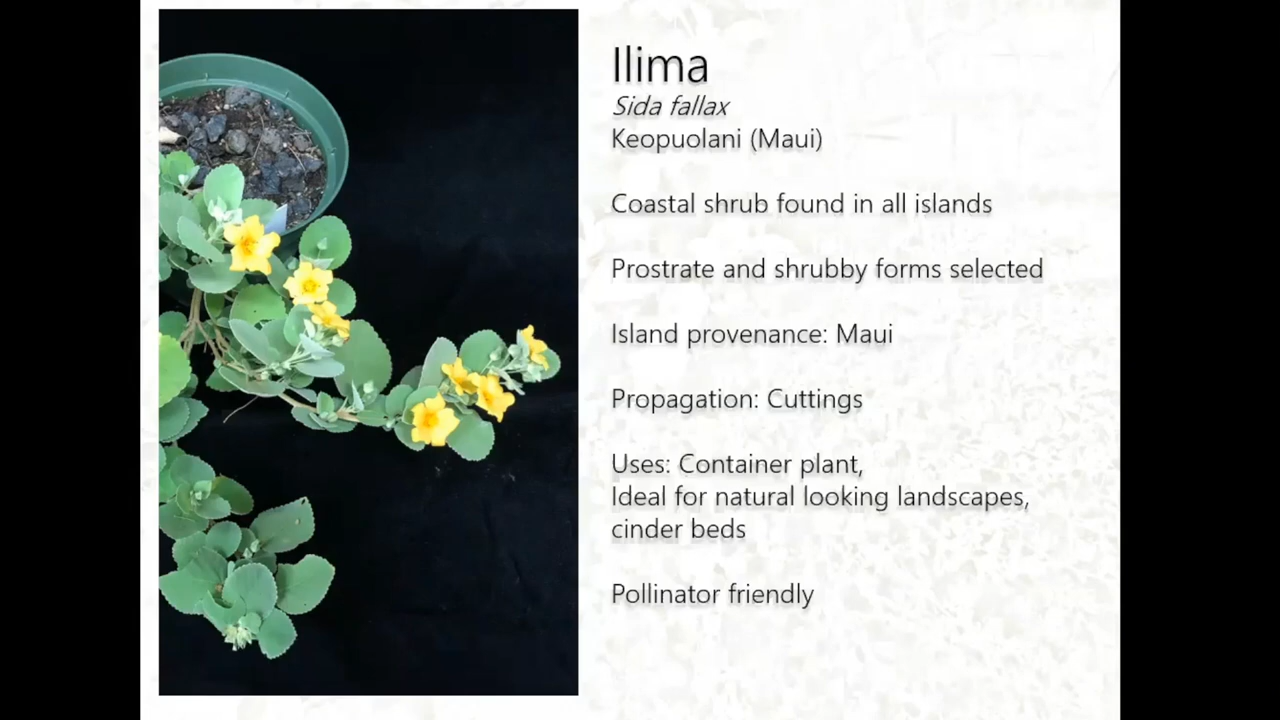 Ilima
Sida fallax
Keopuolani (Maui)
Coastal shrub found in all islands
Prostrate and shrubby forms selected
Island provenance: Maui
Propagation: Cuttings
Uses: Container plant,
Ideal for natural looking landscapes,
cinder beds
Pollinator friendly